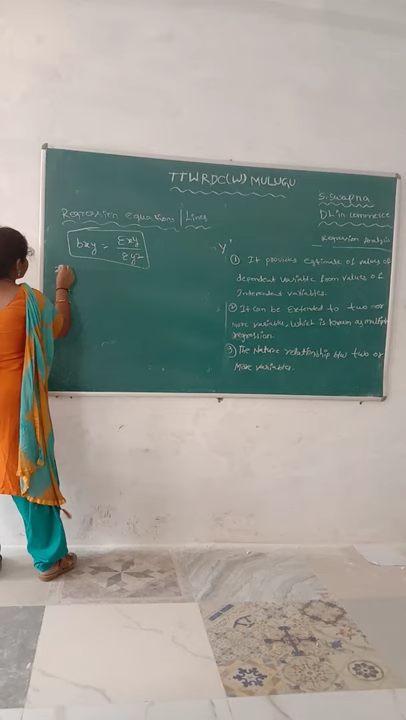 TTWRDC(W) MULUGU
S. Swapna
DL in commerce
Regression Analysis
Regression equations | Lines
bxy = Σxy / Σy²
① It provides estimate of values of
dependent variable from values of
Independent variables.
② It can be Extended to two or
more variables, which is known as multiple
regression.
③ The Nature relationship b/w two or
More variables.